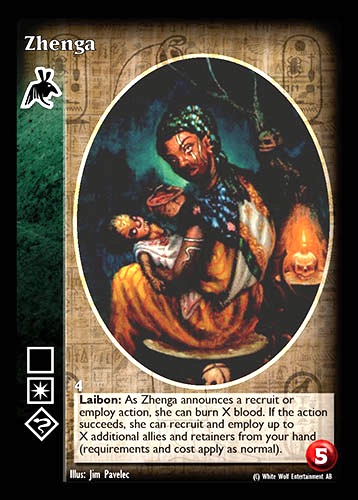 Zhenga
4
Laibon: As Zhenga announces a recruit or
employ action, she can burn X blood. If the action
succeeds, she can recruit and employ up to
X additional allies and retainers from your hand
(requirements and cost apply as normal).
5
Illus: Jim Pavelec
(C) White Wolf Entertainment AB